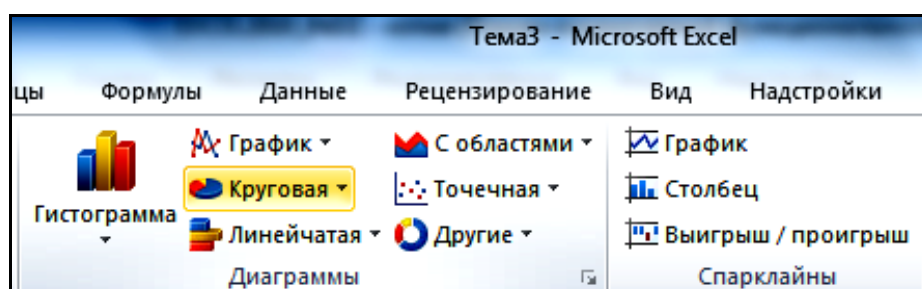 Тема3 - Microsoft Excel
цы Формулы Данные Рецензирование Вид Надстройки
График С областями График
Круговая Точечная Столбец
Гистограмма
Линейчатая Другие Выигрыш / проигрыш
Диаграммы Спарклайны